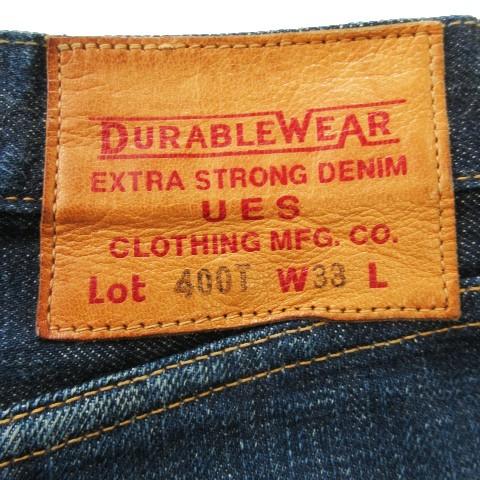 DURABLEWEAR
EXTRA STRONG DENIM
UES
CLOTHING MFG. CO.
Lot 400T W33 L